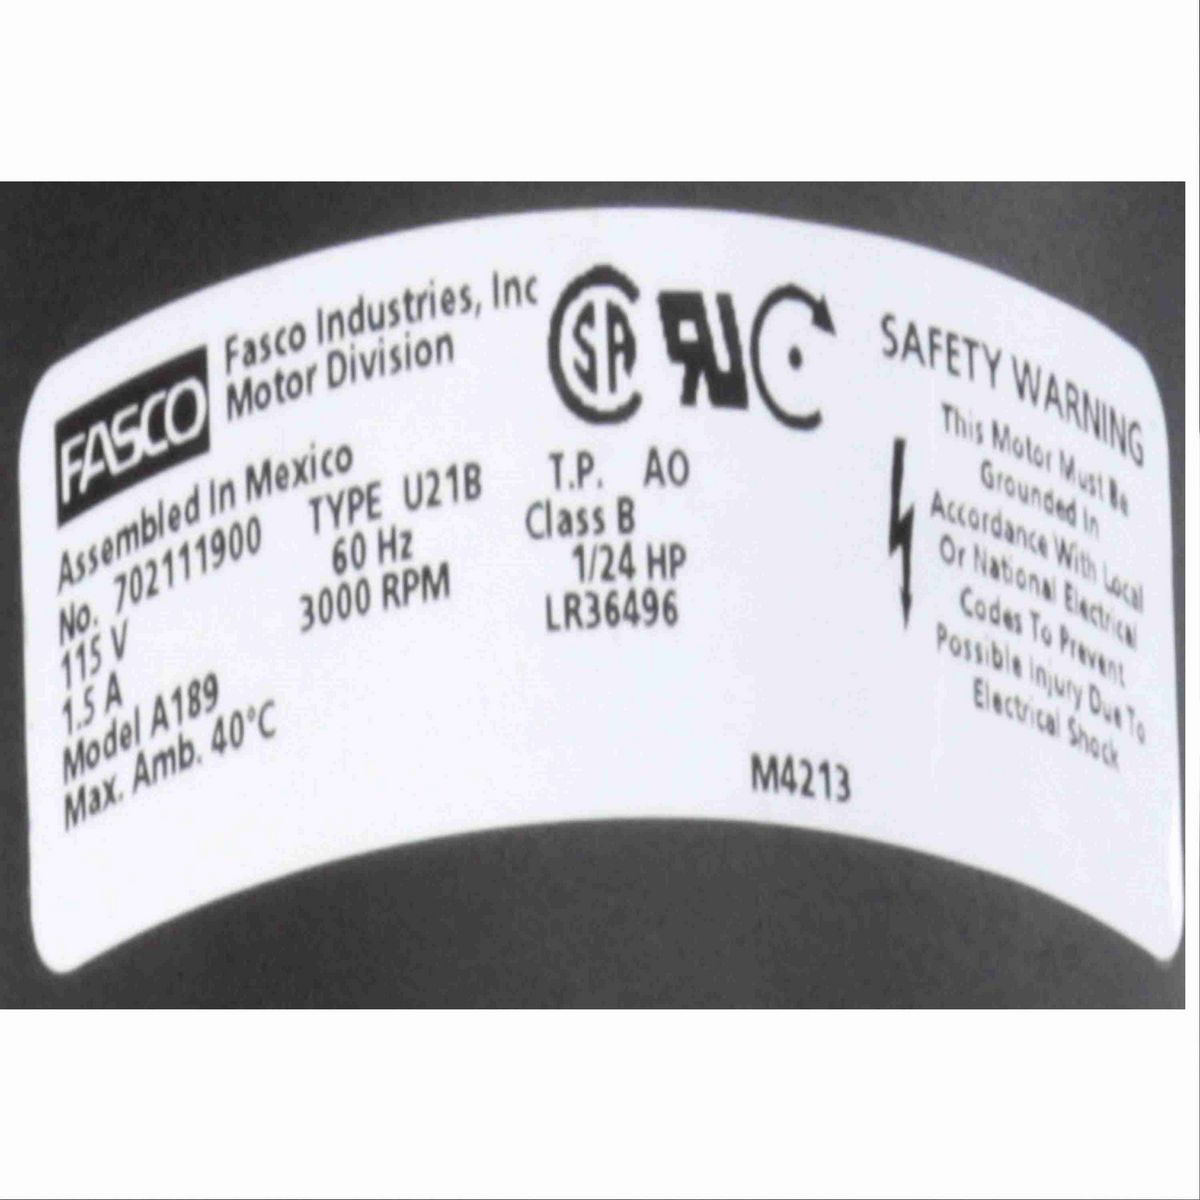 FASCO
Fasco Industries, Inc
Motor Division
Assembled In Mexico
No. 702111900 TYPE U21B T.P. AO
115 V 60 Hz Class B
1.5 A 3000 RPM 1/24 HP
Model A189 LR36496
Max. Amb. 40°C
M4213
SA
RU
SAFETY WARNING
This Motor Must Be
Grounded In
Accordance With Local
Or National Electrical
Codes To Prevent
Possible Injury Due To
Electrical Shock